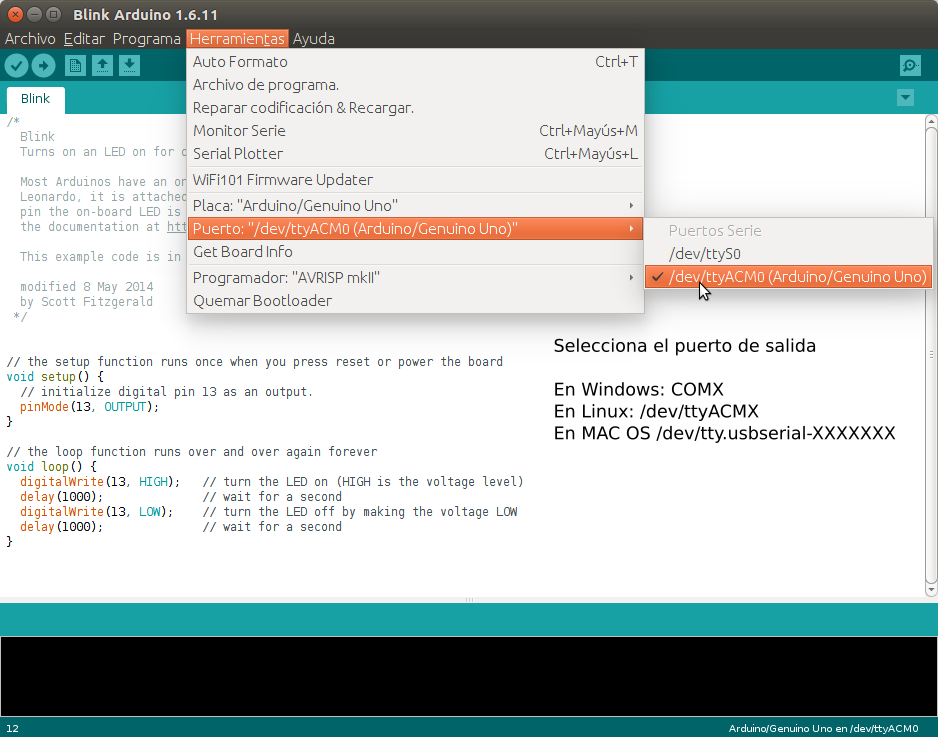 Blink Arduino 1.6.11
Archivo Editar Programa Herramientas Ayuda
Blink
Auto Formato Ctrl+T
Archivo de programa.
Reparar codificación & Recargar.
Monitor Serie Ctrl+Mayús+M
Serial Plotter Ctrl+Mayús+L
WiFi101 Firmware Updater
Placa: "Arduino/Genuino Uno"
Puerto: "/dev/ttyACM0 (Arduino/Genuino Uno)"
Get Board Info
Programador: "AVRISP mkII"
Quemar Bootloader
Puertos Serie
/dev/ttyS0
/dev/ttyACM0 (Arduino/Genuino Uno)
/*
Blink
Turns on an LED on for
Most Arduinos have an
Leonardo, it is attached
pin the on-board LED is
the documentation at
This example code is in
modified 8 May 2014
by Scott Fitzgerald
*/
Selecciona el puerto de salida
En Windows: COMX
En Linux: /dev/ttyACMX
En MAC OS /dev/tty.usbserial-XXXXXXX
// the setup function runs once when you press reset or power the board
void setup() {
// initialize digital pin 13 as an output.
pinMode(13, OUTPUT);
}
// the loop function runs over and over again forever
void loop() {
digitalWrite(13, HIGH); // turn the LED on (HIGH is the voltage level)
delay(1000); // wait for a second
digitalWrite(13, LOW); // turn the LED off by making the voltage LOW
delay(1000); // wait for a second
}
12 Arduino/Genuino Uno en /dev/ttyACM0